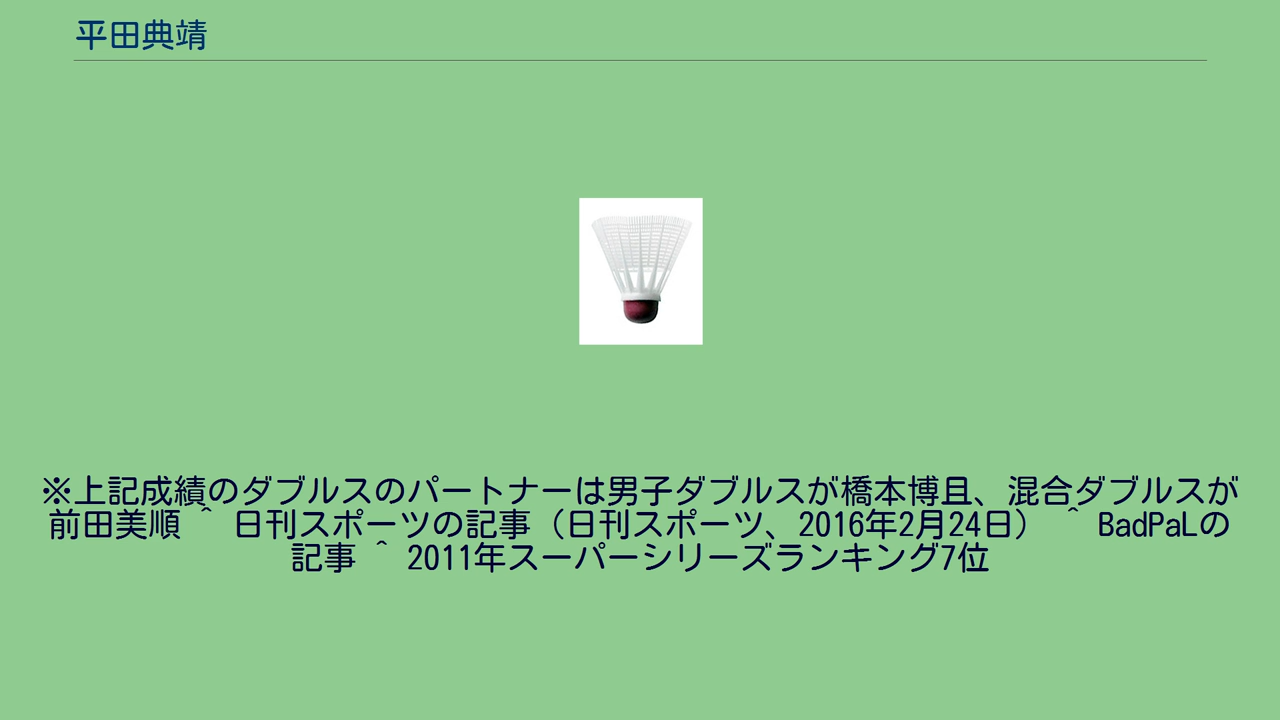 平田典靖
※上記成績のダブルスのパートナーは男子ダブルスが橋本博且、混合ダブルスが
前田美順 ^ 日刊スポーツの記事（日刊スポーツ、2016年2月24日） ^ BadPaLの
記事 ^ 2011年スーパーシリーズランキング7位